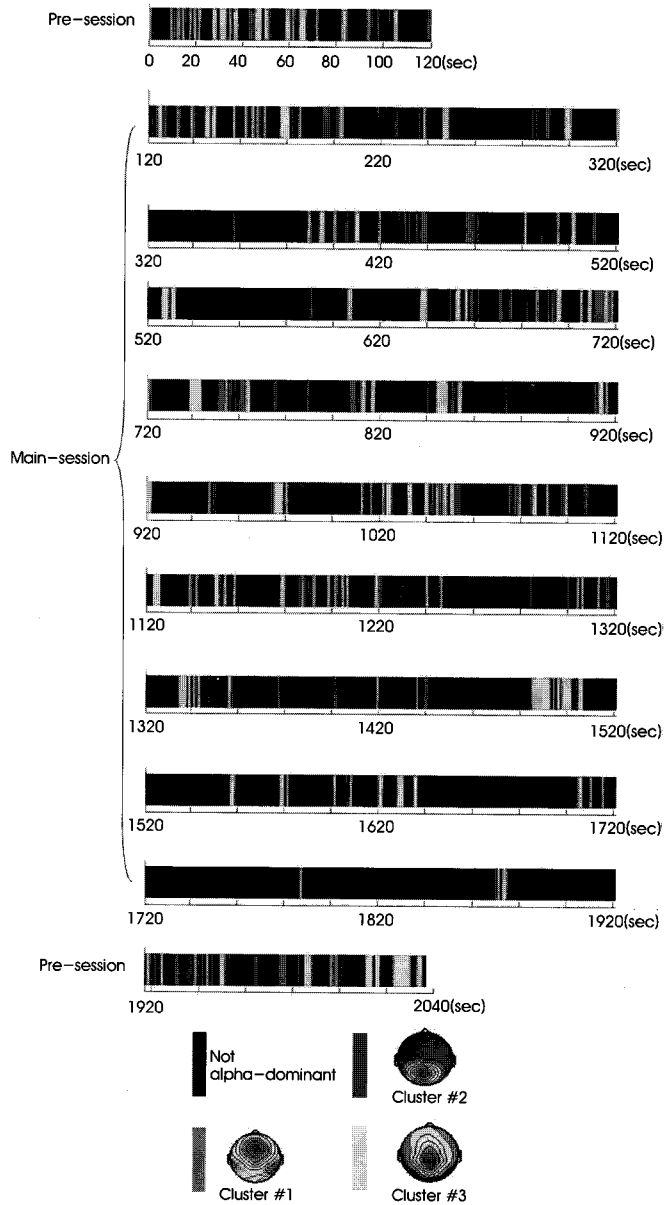 Pre-session
0 20 40 60 80 100 120(sec)
120 220 320(sec)
320 420 520(sec)
520 620 720(sec)
720 820 920(sec)
Main-session
920 1020 1120(sec)
1120 1220 1320(sec)
1320 1420 1520(sec)
1520 1620 1720(sec)
1720 1820 1920(sec)
Pre-session
1920 2040(sec)
Not
alpha-dominant
Cluster #2
Cluster #1
Cluster #3